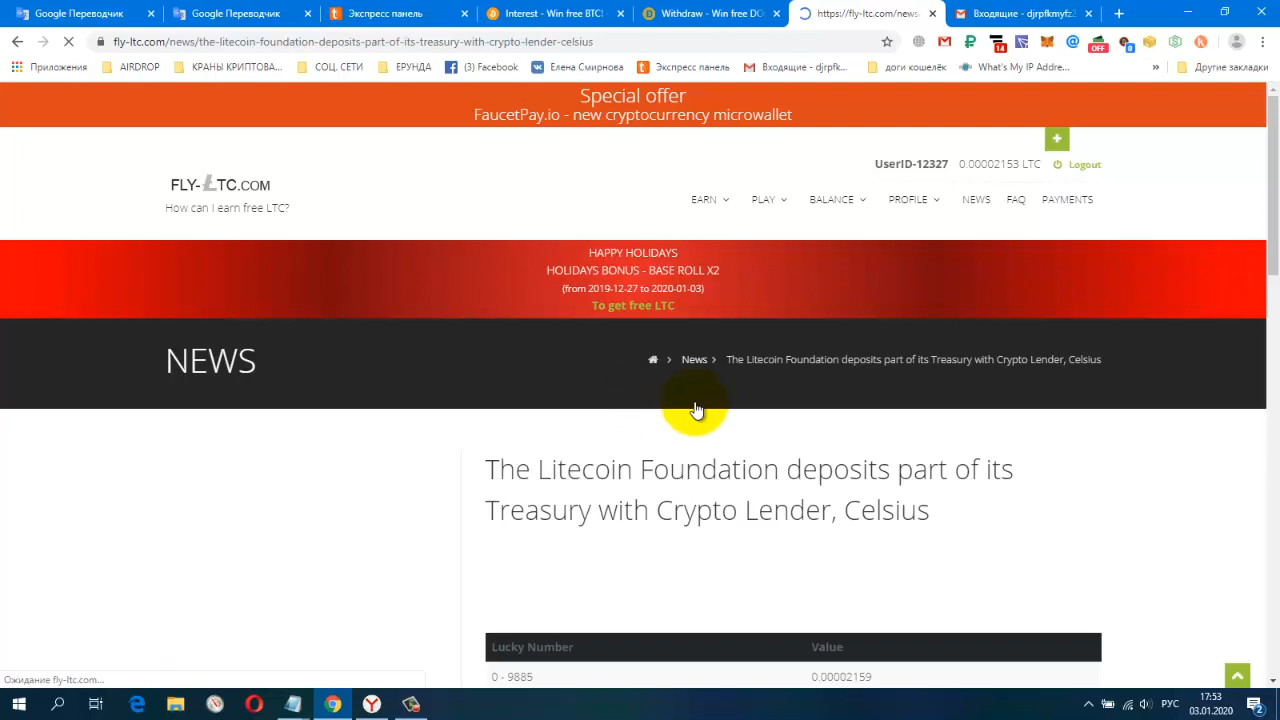 Google Переводчик
Google Переводчик
Экспресс панель
Interest - Win free BTC!
Withdraw - Win free DO
https://fly-ltc.com/news
Входящие - djrpfkmyfz
fly-ltc.com/news/the-litecoin-foundation-deposits-part-of-its-treasury-with-crypto-lender-celsius
14
OFF
Приложения
AIRDROP
КРАНЫ КРИПТОВА...
СОЦ. СЕТИ
ЕРУНДА
(3) Facebook
Елена Смирнова
Экспресс панель
Входящие - djrpf...
доги кошелёк
What's My IP Addre...
»
Другие закладки
Special offer
FaucetPay.io - new cryptocurrency microwallet
UserID-12327
0.00002153 LTC
Logout
FLY-LTC.COM
How can I earn free LTC?
EARN
PLAY
BALANCE
PROFILE
NEWS
FAQ
PAYMENTS
HAPPY HOLIDAYS
HOLIDAYS BONUS - BASE ROLL X2
(from 2019-12-27 to 2020-01-03)
To get free LTC
NEWS
News
The Litecoin Foundation deposits part of its Treasury with Crypto Lender, Celsius
The Litecoin Foundation deposits part of its
Treasury with Crypto Lender, Celsius
Lucky Number
Value
0 - 9885
0.00002159
Ожидание fly-ltc.com...
РУС
17:53
03.01.2020
2